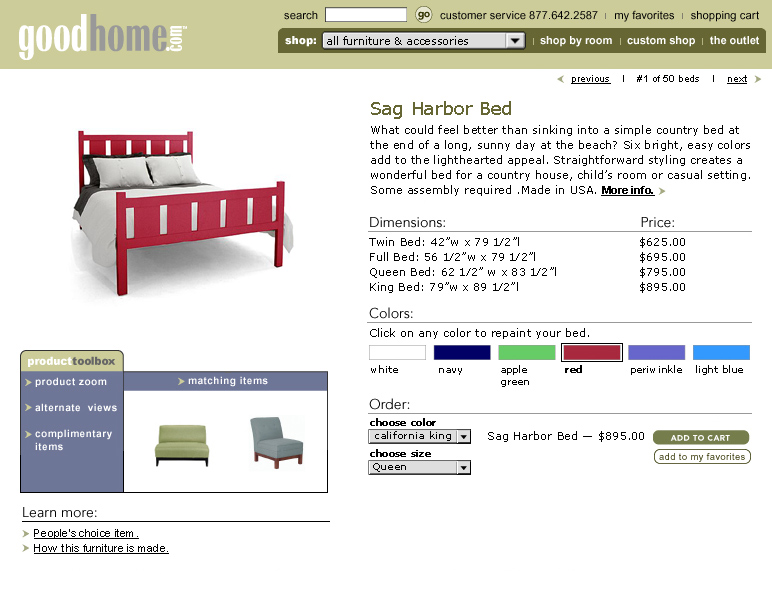 search go customer service 877.642.2587 | my favorites | shopping cart
goodhome.com
shop: all furniture & accessories | shop by room | custom shop | the outlet
previous | #1 of 50 beds | next
Sag Harbor Bed
What could feel better than sinking into a simple country bed at
the end of a long, sunny day at the beach? Six bright, easy colors
add to the lighthearted appeal. Straightforward styling creates a
wonderful bed for a country house, child's room or casual setting.
Some assembly required .Made in USA. More info.
Dimensions: Price:
Twin Bed: 42"w x 79 1/2"l $625.00
Full Bed: 56 1/2"w x 79 1/2"l $695.00
Queen Bed: 62 1/2" w x 83 1/2"l $795.00
King Bed: 79"w x 89 1/2"l $895.00
Colors:
Click on any color to repaint your bed.
white navy apple green red periwinkle light blue
Order:
choose color
california king Sag Harbor Bed — $895.00 ADD TO CART
choose size
Queen add to my favorites
producttoolbox
product zoom
alternate views
complimentary
items
matching items
Learn more:
People's choice item.
How this furniture is made.